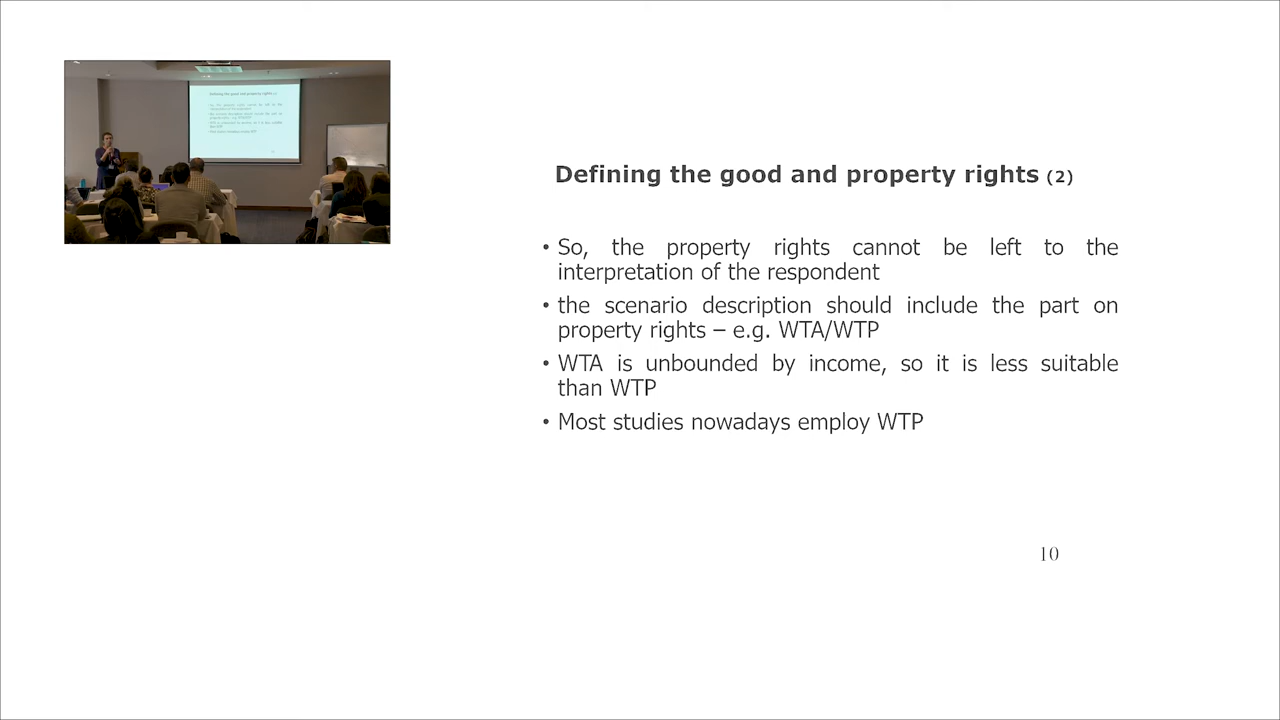 Defining the good and property rights (2)
• So, the property rights cannot be left to the
interpretation of the respondent
• the scenario description should include the part on
property rights – e.g. WTA/WTP
• WTA is unbounded by income, so it is less suitable
than WTP
• Most studies nowadays employ WTP
10